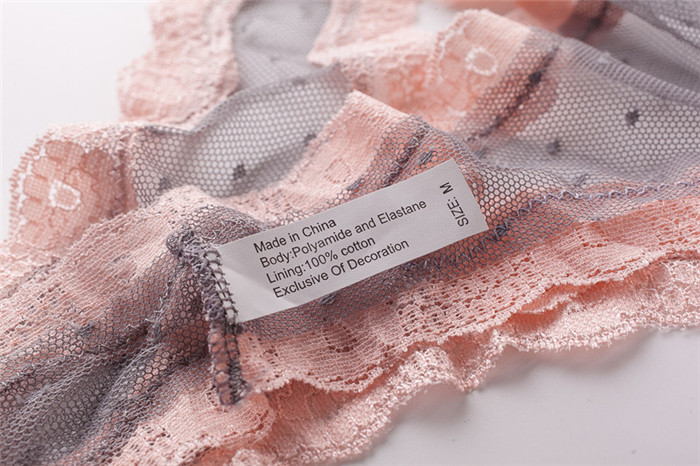 Made in China
Body:Polyamide and Elastane
Lining:100% cotton
Exclusive Of Decoration
SIZE: M